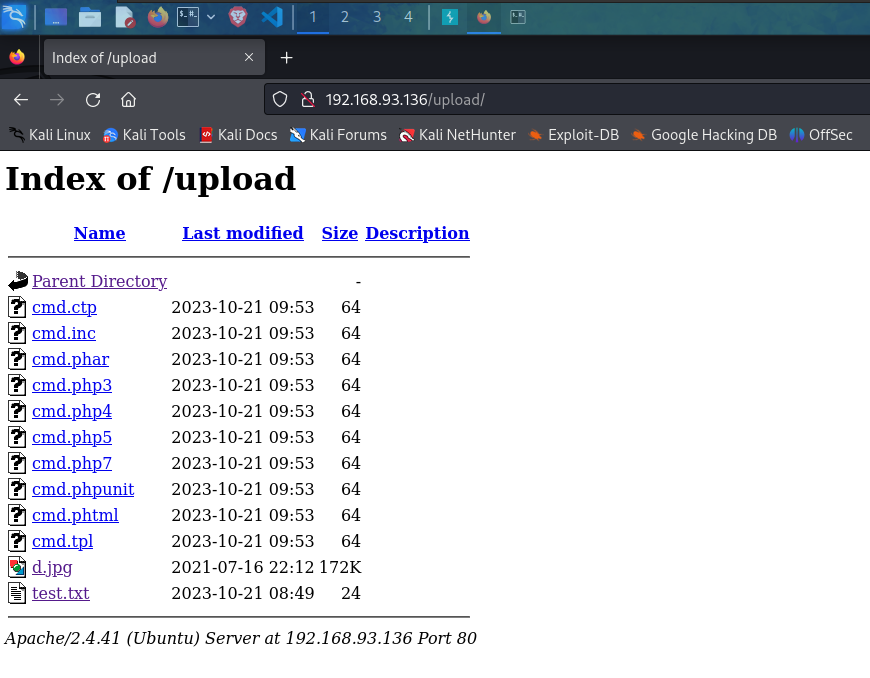 1 2 3 4
Index of /upload
192.168.93.136/upload/
Kali Linux Kali Tools Kali Docs Kali Forums Kali NetHunter Exploit-DB Google Hacking DB OffSec
Index of /upload
Name Last modified Size Description
Parent Directory -
cmd.ctp 2023-10-21 09:53 64
cmd.inc 2023-10-21 09:53 64
cmd.phar 2023-10-21 09:53 64
cmd.php3 2023-10-21 09:53 64
cmd.php4 2023-10-21 09:53 64
cmd.php5 2023-10-21 09:53 64
cmd.php7 2023-10-21 09:53 64
cmd.phpunit 2023-10-21 09:53 64
cmd.phtml 2023-10-21 09:53 64
cmd.tpl 2023-10-21 09:53 64
d.jpg 2021-07-16 22:12 172K
test.txt 2023-10-21 08:49 24
Apache/2.4.41 (Ubuntu) Server at 192.168.93.136 Port 80